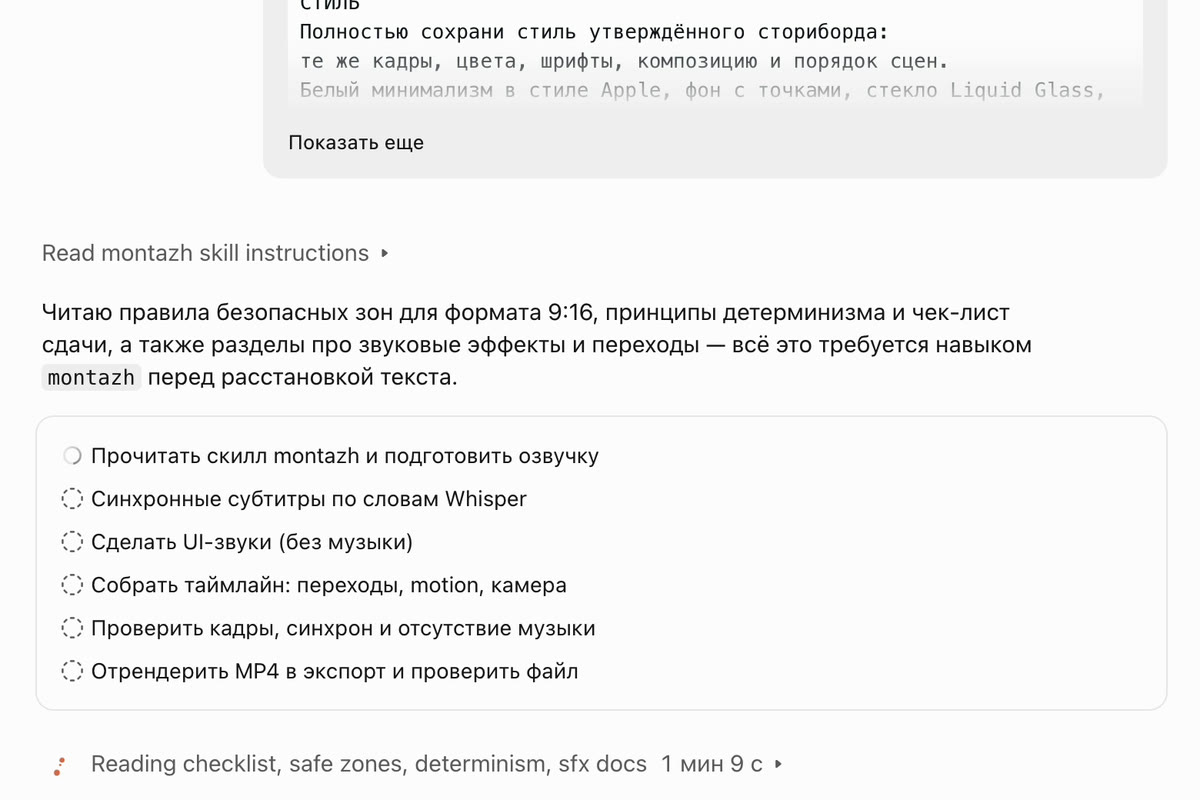 СТИЛЬ
Полностью сохрани стиль утверждённого сториборда:
те же кадры, цвета, шрифты, композицию и порядок сцен.
Белый минимализм в стиле Apple, фон с точками, стекло Liquid Glass,
Показать еще
Read montazh skill instructions
Читаю правила безопасных зон для формата 9:16, принципы детерминизма и чек-лист
сдачи, а также разделы про звуковые эффекты и переходы — всё это требуется навыком
montazh перед расстановкой текста.
Прочитать скилл montazh и подготовить озвучку
Синхронные субтитры по словам Whisper
Сделать UI-звуки (без музыки)
Собрать таймлайн: переходы, motion, камера
Проверить кадры, синхрон и отсутствие музыки
Отрендерить MP4 в экспорт и проверить файл
Reading checklist, safe zones, determinism, sfx docs 1 мин 9 с